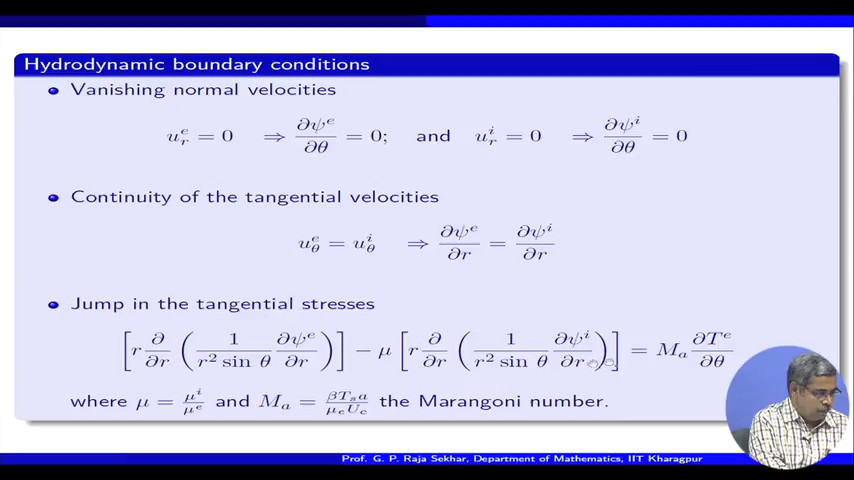 Hydrodynamic boundary conditions
Vanishing normal velocities
u_r^e = 0 ⇒ ∂ψ^e/∂θ = 0; and u_r^i = 0 ⇒ ∂ψ^i/∂θ = 0
Continuity of the tangential velocities
u_θ^e = u_θ^i ⇒ ∂ψ^e/∂r = ∂ψ^i/∂r
Jump in the tangential stresses
[r ∂/∂r (1/(r² sin θ) ∂ψ^e/∂r)] − μ [r ∂/∂r (1/(r² sin θ) ∂ψ^i/∂r)] = M_a ∂T^e/∂θ
where μ = μ^i/μ^e and M_a = βT_s a/(μ_e U_c) the Marangoni number.
Prof. G. P. Raja Sekhar, Department of Mathematics, IIT Kharagpur